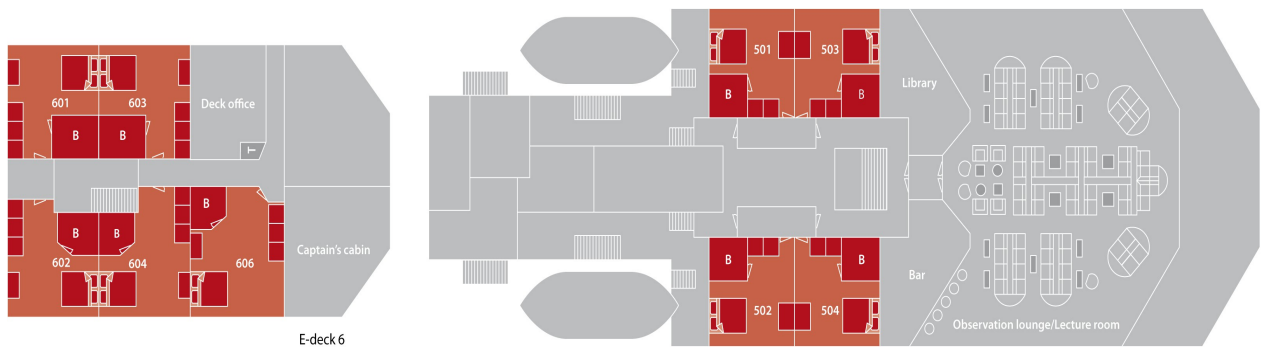 601
603
Deck office
B
B
T
B
B
B
602
604
606
Captain's cabin
E-deck 6
501
503
B
B
Library
B
B
502
504
Bar
Observation lounge/Lecture room